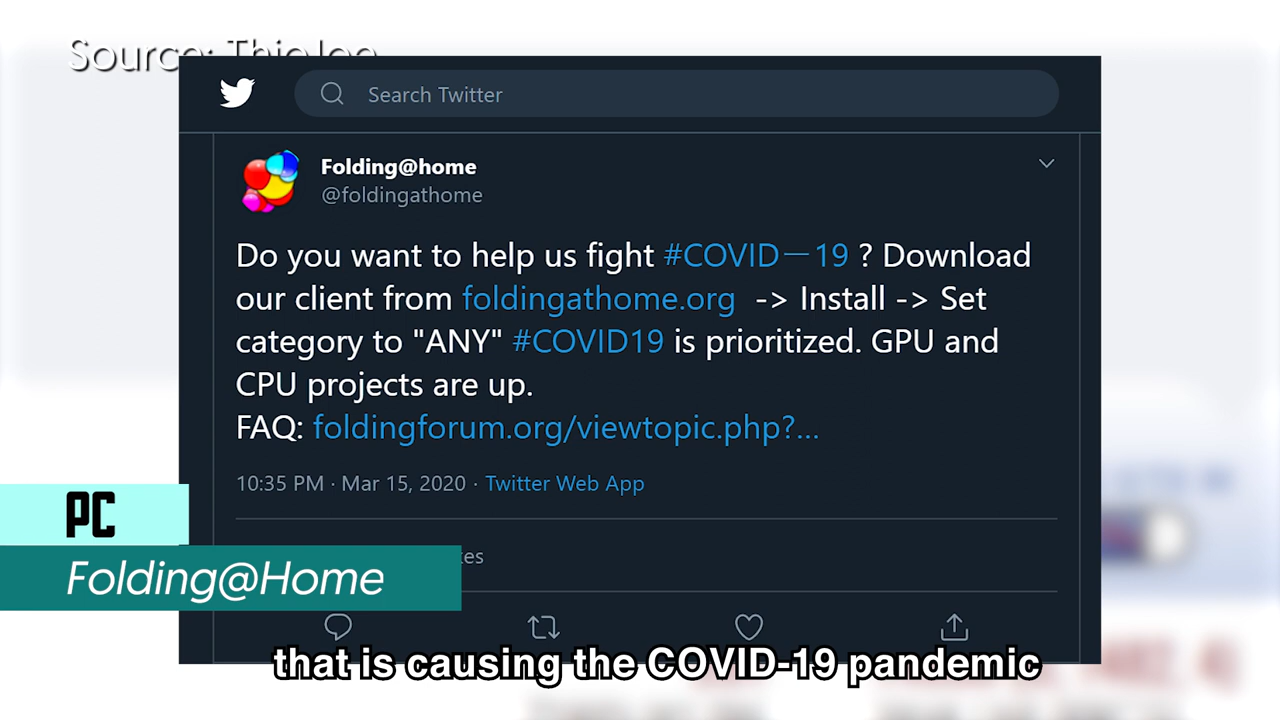 Source: ThioJoe
Search Twitter
Folding@home
@foldingathome
Do you want to help us fight #COVID—19 ? Download
our client from foldingathome.org -> Install -> Set
category to "ANY" #COVID19 is prioritized. GPU and
CPU projects are up.
FAQ: foldingforum.org/viewtopic.php?...
10:35 PM · Mar 15, 2020 · Twitter Web App
PC
Folding@Home
that is causing the COVID-19 pandemic